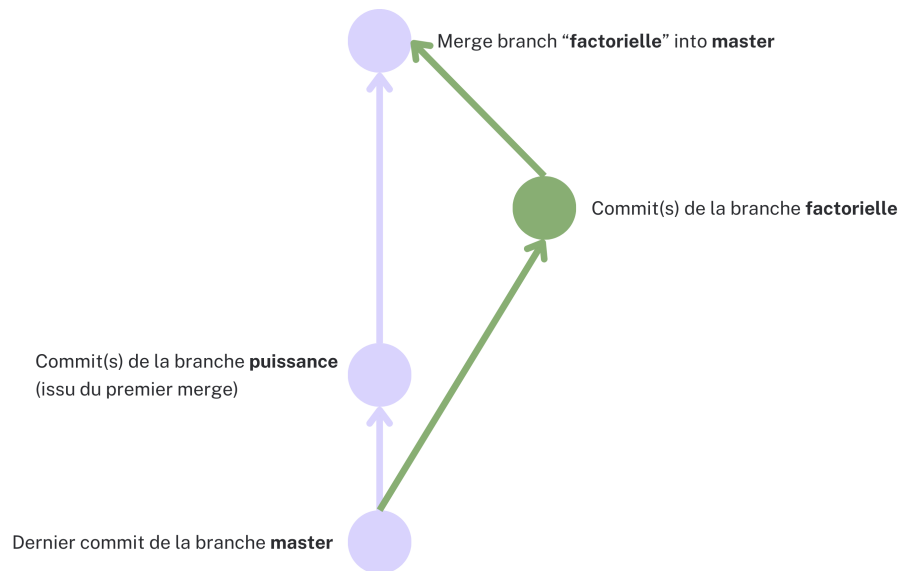 Merge branch “factorielle” into master
Commit(s) de la branche factorielle
Commit(s) de la branche puissance
(issu du premier merge)
Dernier commit de la branche master